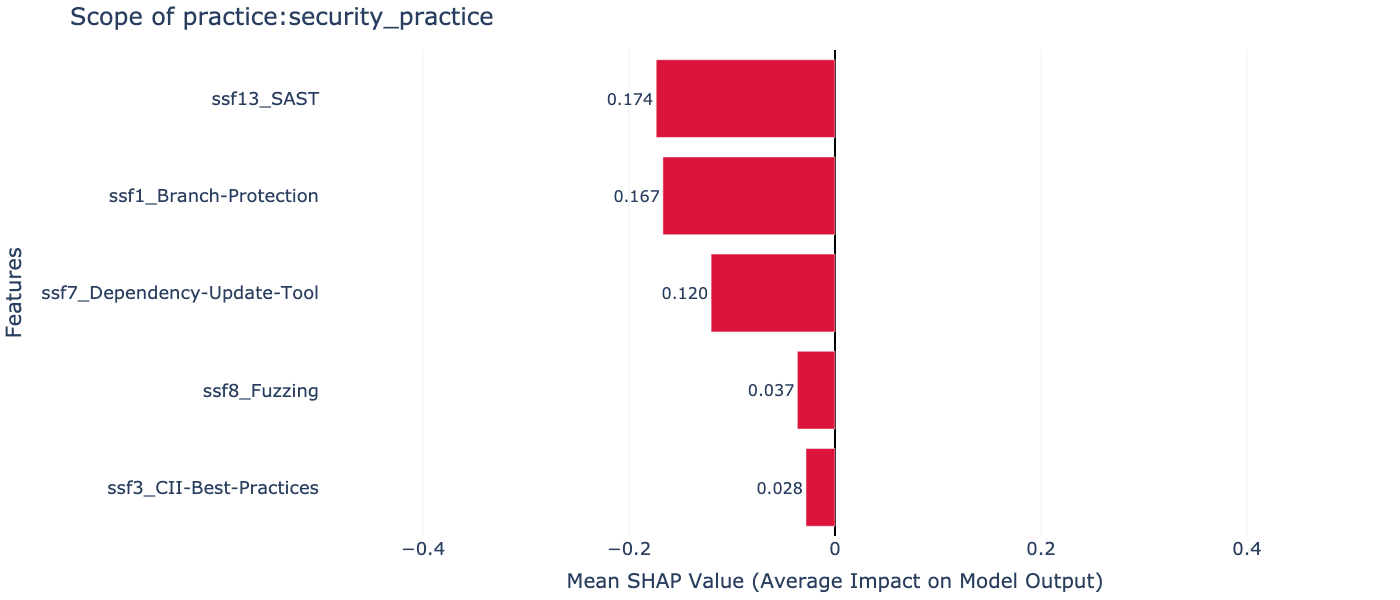 Scope of practice:security_practice
Features
ssf13_SAST
0.174
ssf1_Branch-Protection
0.167
ssf7_Dependency-Update-Tool
0.120
ssf8_Fuzzing
0.037
ssf3_CII-Best-Practices
0.028
−0.4 −0.2 0 0.2 0.4
Mean SHAP Value (Average Impact on Model Output)